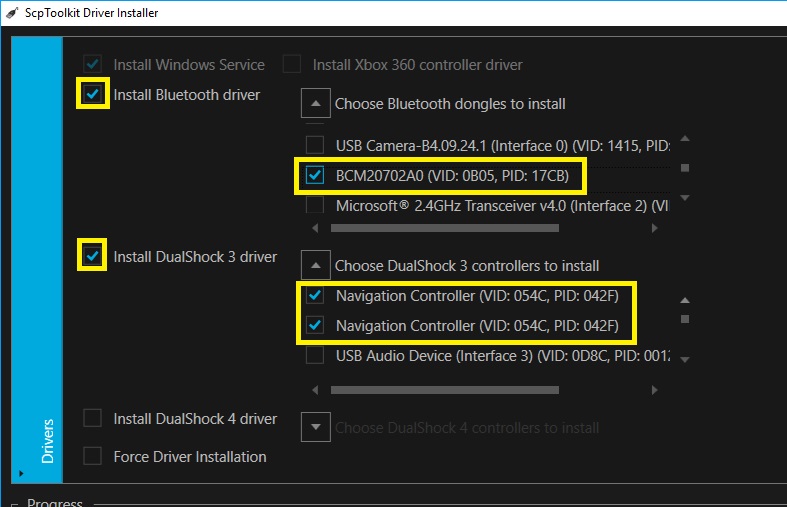 ScpToolkit Driver Installer
Install Windows Service Install Xbox 360 controller driver
Install Bluetooth driver Choose Bluetooth dongles to install
USB Camera-B4.09.24.1 (Interface 0) (VID: 1415, PID:
BCM20702A0 (VID: 0B05, PID: 17CB)
Microsoft® 2.4GHz Transceiver v4.0 (Interface 2) (VI
Install DualShock 3 driver Choose DualShock 3 controllers to install
Navigation Controller (VID: 054C, PID: 042F)
Navigation Controller (VID: 054C, PID: 042F)
USB Audio Device (Interface 3) (VID: 0D8C, PID: 0012
Install DualShock 4 driver Choose DualShock 4 controllers to install
Force Driver Installation
Drivers
Progress